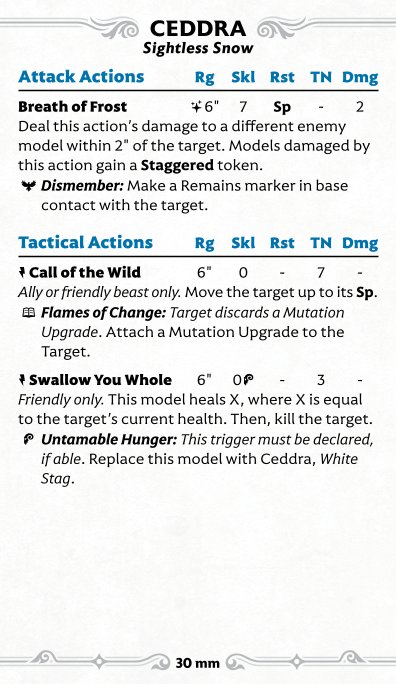 CEDDRA
Sightless Snow
Attack Actions Rg Skl Rst TN Dmg
Breath of Frost 6" 7 Sp - 2
Deal this action's damage to a different enemy
model within 2" of the target. Models damaged by
this action gain a Staggered token.
Dismember: Make a Remains marker in base
contact with the target.
Tactical Actions Rg Skl Rst TN Dmg
Call of the Wild 6" 0 - 7 -
Ally or friendly beast only. Move the target up to its Sp.
Flames of Change: Target discards a Mutation
Upgrade. Attach a Mutation Upgrade to the
Target.
Swallow You Whole 6" 0 - 3 -
Friendly only. This model heals X, where X is equal
to the target's current health. Then, kill the target.
Untamable Hunger: This trigger must be declared,
if able. Replace this model with Ceddra, White
Stag.
30 mm